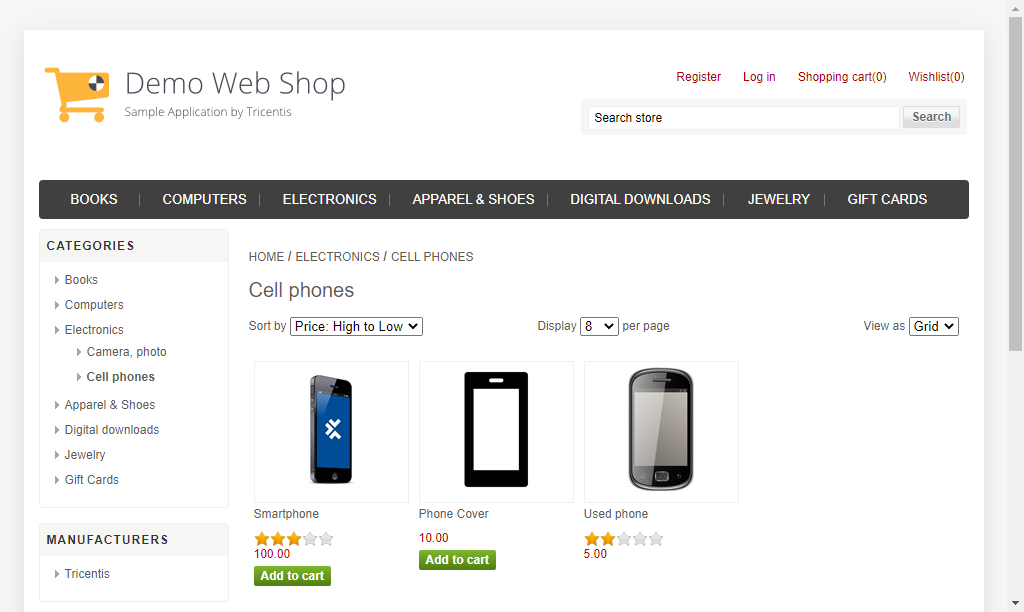 Demo Web Shop
Sample Application by Tricentis
Register Log in Shopping cart(0) Wishlist(0)
Search store Search
BOOKS COMPUTERS ELECTRONICS APPAREL & SHOES DIGITAL DOWNLOADS JEWELRY GIFT CARDS
CATEGORIES
Books
Computers
Electronics
Camera, photo
Cell phones
Apparel & Shoes
Digital downloads
Jewelry
Gift Cards
MANUFACTURERS
Tricentis
HOME / ELECTRONICS / CELL PHONES
Cell phones
Sort by Price: High to Low Display 8 per page View as Grid
Smartphone
100.00
Add to cart
Phone Cover
10.00
Add to cart
Used phone
5.00